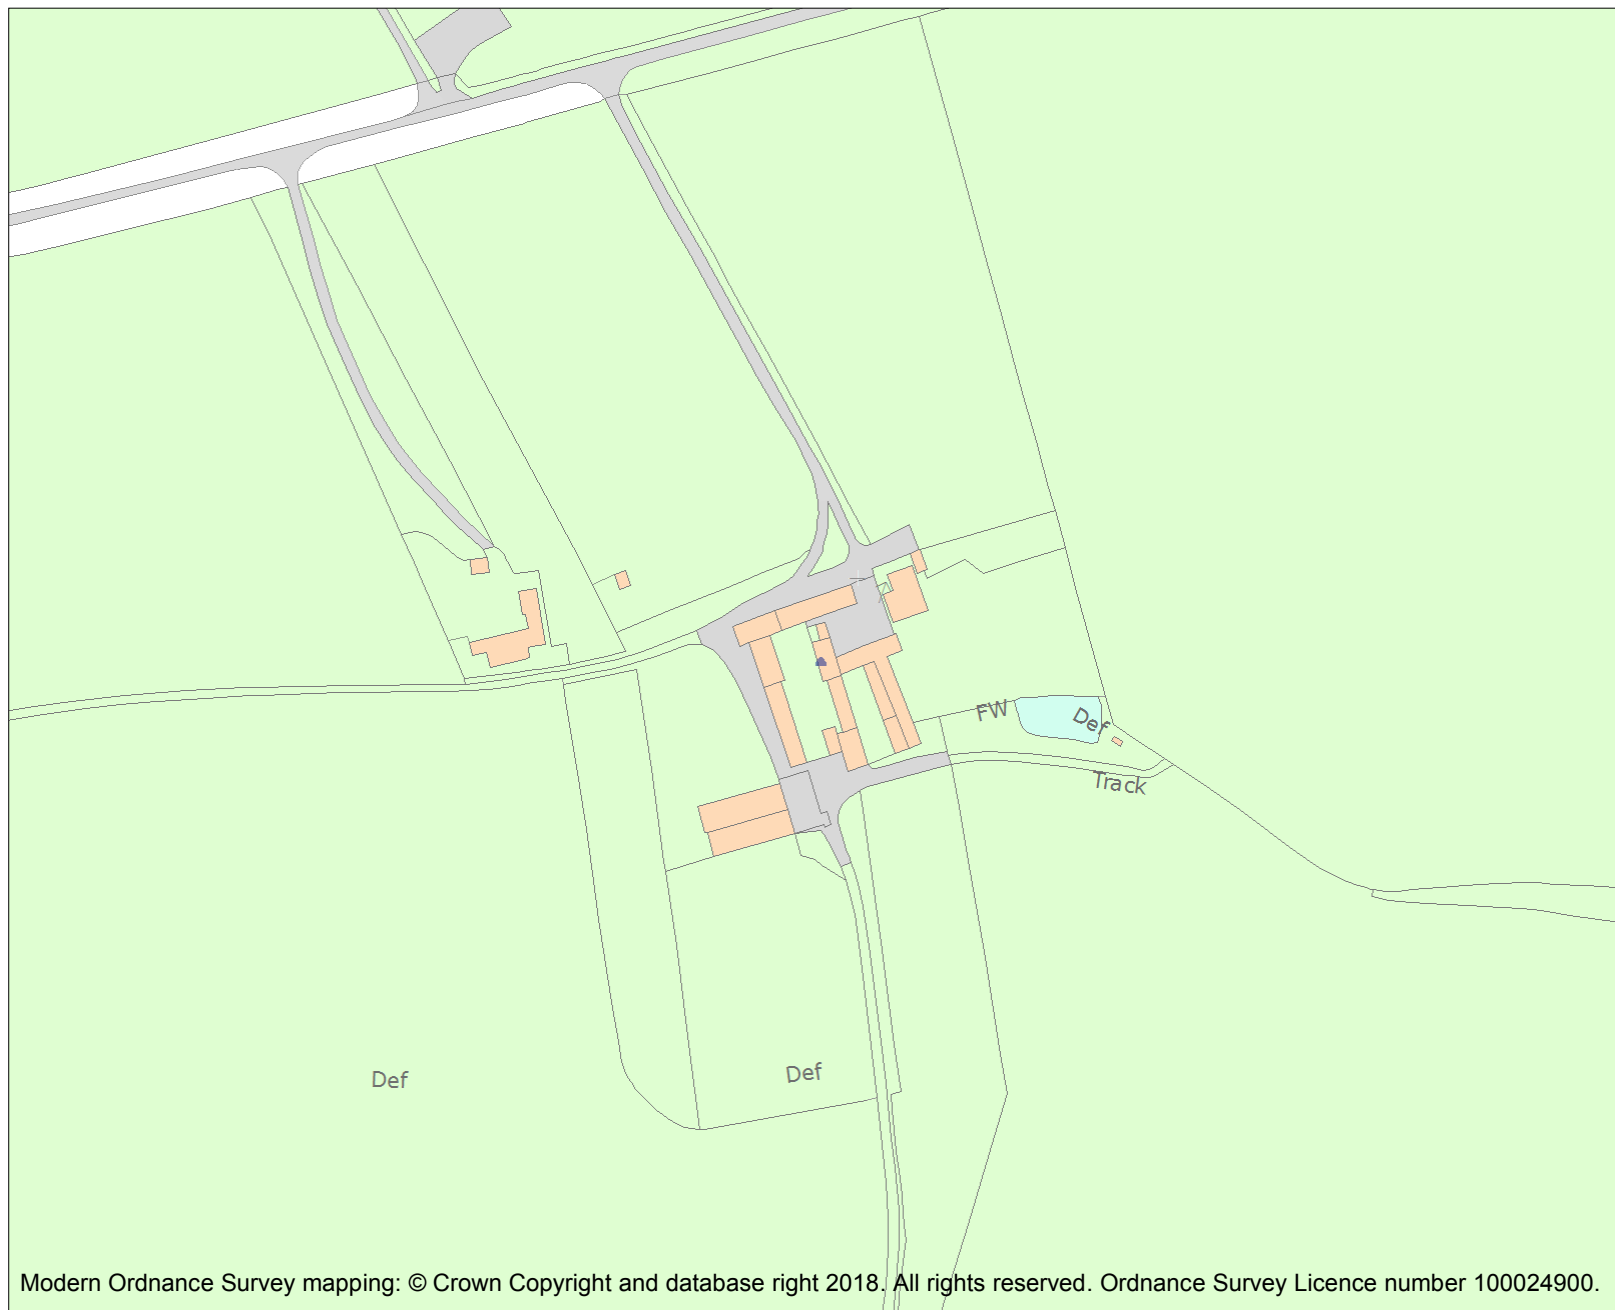 FW
Def
Track
Def
Def
Modern Ordnance Survey mapping: © Crown Copyright and database right 2018. All rights reserved. Ordnance Survey Licence number 100024900.